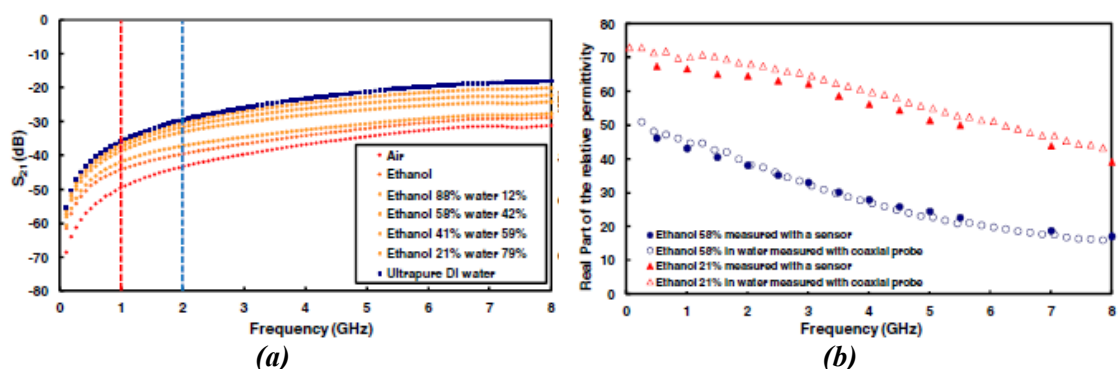 0
-10
-20
-30
-40
-50
-60
-70
-80
S21 (dB)
Air
Ethanol
Ethanol 88% water 12%
Ethanol 58% water 42%
Ethanol 41% water 59%
Ethanol 21% water 79%
Ultrapure DI water
0 1 2 3 4 5 6 7 8
Frequency (GHz)
(a)
80
70
60
50
40
30
20
10
0
Real Part of the relative permittivity
Ethanol 58% measured with a sensor
Ethanol 58% in water measured with coaxial probe
Ethanol 21% measured with a sensor
Ethanol 21% in water measured with coaxial probe
0 1 2 3 4 5 6 7 8
Frequency (GHz)
(b)